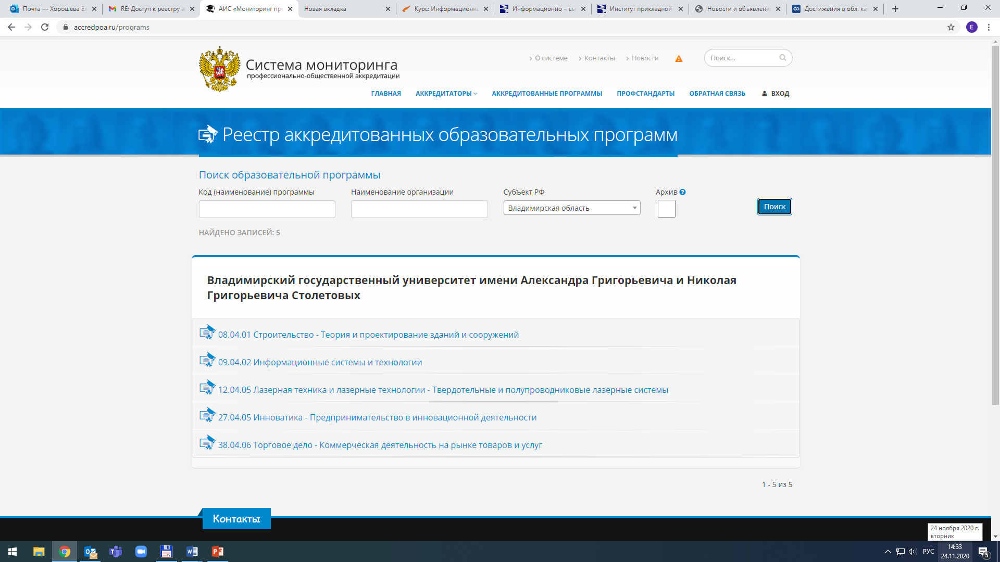 Почта — Хорошева Ел
RE: Доступ к реестру а
АИС «Мониторинг про
Новая вкладка
Курс: Информационны
Информационно – вы
Институт прикладной
Новости и объявления
Достижения в обл. ка
accredpoa.ru/programs
E
Система мониторинга
профессионально-общественной аккредитации
О системе
Контакты
Новости
Поиск...
ГЛАВНАЯ
АККРЕДИТАТОРЫ
АККРЕДИТОВАННЫЕ ПРОГРАММЫ
ПРОФСТАНДАРТЫ
ОБРАТНАЯ СВЯЗЬ
ВХОД
Реестр аккредитованных образовательных программ
Поиск образовательной программы
Код (наименование) программы
Наименование организации
Субъект РФ
Архив ?
Владимирская область
Поиск
НАЙДЕНО ЗАПИСЕЙ: 5
Владимирский государственный университет имени Александра Григорьевича и Николая
Григорьевича Столетовых
08.04.01 Строительство - Теория и проектирование зданий и сооружений
09.04.02 Информационные системы и технологии
12.04.05 Лазерная техника и лазерные технологии - Твердотельные и полупроводниковые лазерные системы
27.04.05 Инноватика - Предпринимательство в инновационной деятельности
38.04.06 Торговое дело - Коммерческая деятельность на рынке товаров и услуг
1 - 5 из 5
Контакты
24 ноября 2020 г.
вторник
РУС
14:33
24.11.2020
5